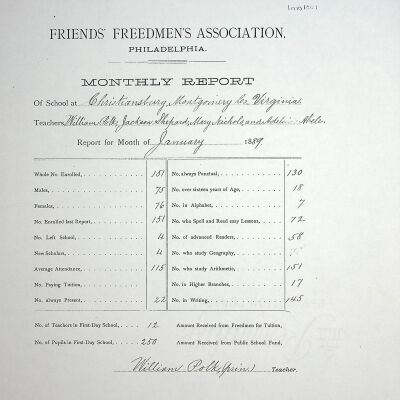 FRIENDS' FREEDMEN'S ASSOCIATION,
PHILADELPHIA.
MONTHLY REPORT
Of School at Christiansburg, Montgomery Co. Virginia
Teachers, William Polk, Jackson Shepard, Mary Nichols and Able.
Report for Month of January 1889
Whole No. Enrolled, 151
Males, 75
Females, 76
No. Enrolled last Report, 151
No. Left School, 4
New Scholars, 4
Average Attendance, 115
No. Paying Tuition,
No. always Present, 22
No. always Punctual, 130
No. over sixteen years of Age, 18
No. in Alphabet, 7
No. who Spell and Read easy Lessons, 72
No. of advanced Readers, 58
No. who study Geography,
No. who study Arithmetic, 151
No. in Higher Branches, 17
No. in Writing, 145
No. of Teachers in First-Day School, 12
No. of Pupils in First-Day School, 250
Amount Received from Freedmen for Tuition,
Amount Received from Public School Fund,
William Polk, (Prin) Teacher.